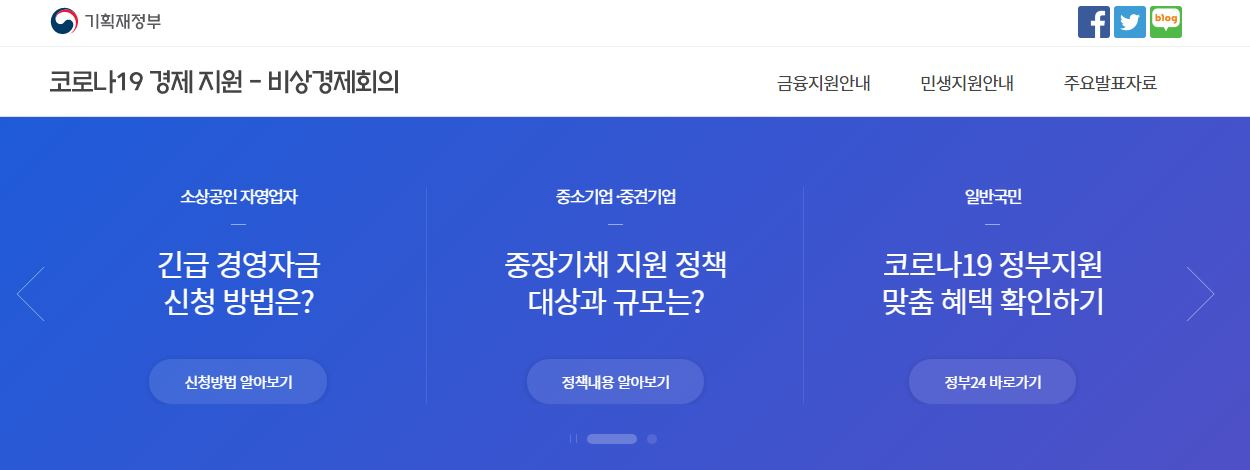 기획재정부
blog
코로나19 경제 지원 - 비상경제회의
금융지원안내 민생지원안내 주요발표자료
소상공인 자영업자
긴급 경영자금
신청 방법은?
신청방법 알아보기
중소기업·중견기업
중장기채 지원 정책
대상과 규모는?
정책내용 알아보기
일반국민
코로나19 정부지원
맞춤 혜택 확인하기
정부24 바로가기